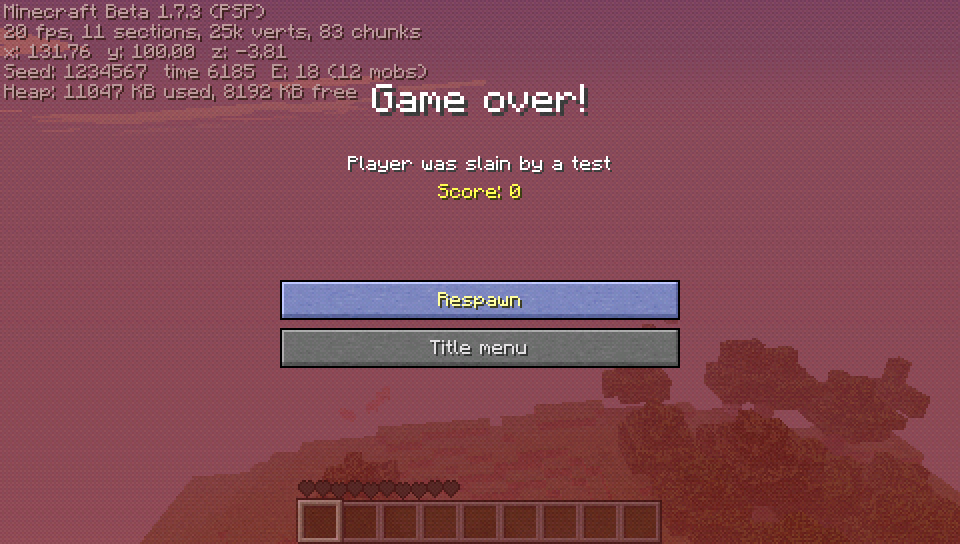 Minecraft Beta 1.7.3 (PSP)
20 fps, 11 sections, 25k verts, 83 chunks
x: 131.76  y: 100.00  z: -3.81
Seed: 1234567  time 6185  E: 18 (12 mobs)
Heap: 11047 KB used, 8192 KB free
Game over!
Player was slain by a test
Score: 0
Respawn
Title menu